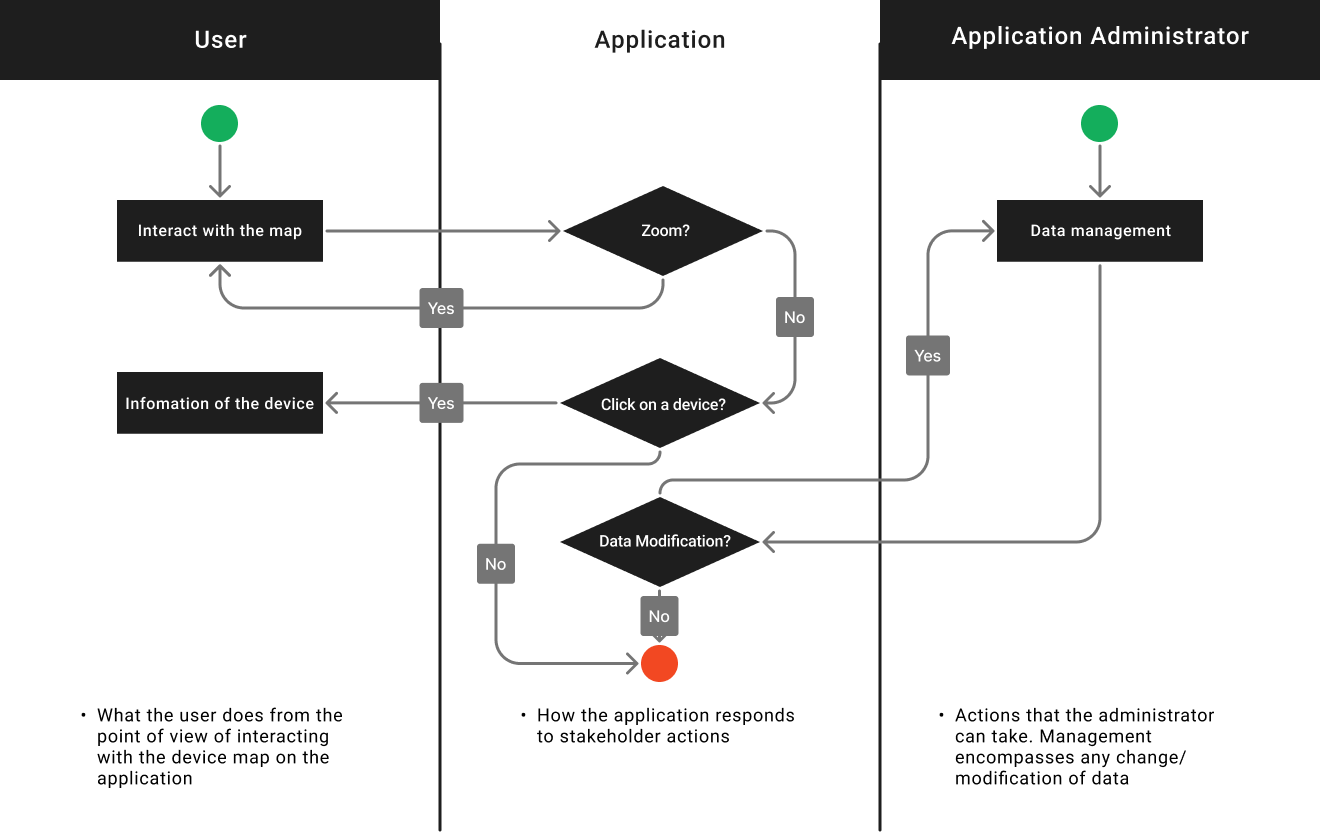 User
Application
Application Administrator
Interact with the map
Zoom?
Data management
Yes
No
Yes
Infomation of the device
Yes
Click on a device?
Data Modification?
No
No
• What the user does from the
point of view of interacting
with the device map on the
application
• How the application responds
to stakeholder actions
• Actions that the administrator
can take. Management
encompasses any change/
modification of data